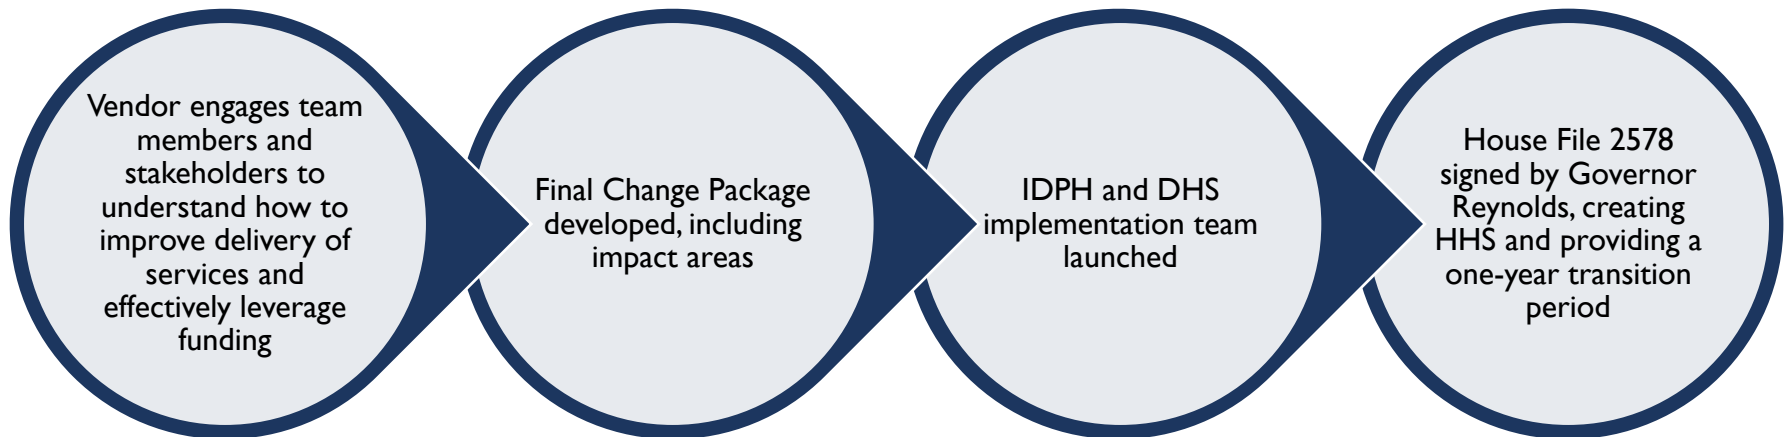 Vendor engages team
members and
stakeholders to
understand how to
improve delivery of
services and
effectively leverage
funding
Final Change Package
developed, including
impact areas
IDPH and DHS
implementation team
launched
House File 2578
signed by Governor
Reynolds, creating
HHS and providing a
one-year transition
period